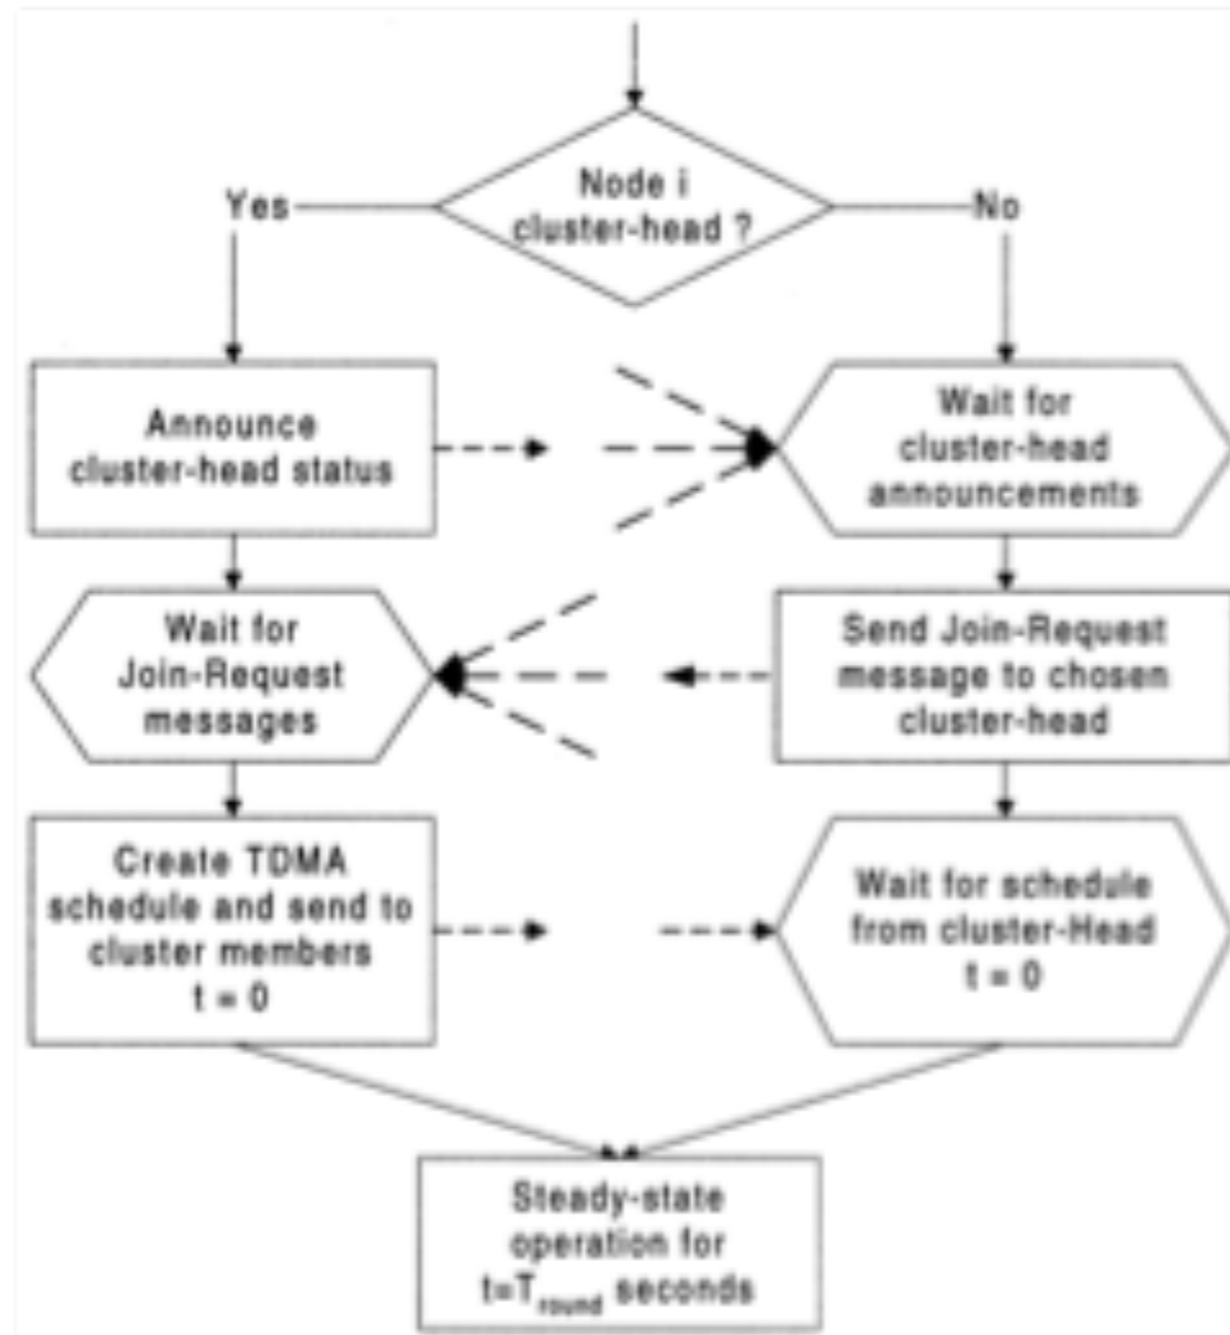 Node i
cluster-head ?
Yes
No
Announce
cluster-head status
Wait for
cluster-head
announcements
Wait for
Join-Request
messages
Send Join-Request
message to chosen
cluster-head
Create TDMA
schedule and send to
cluster members
t = 0
Wait for schedule
from cluster-Head
t = 0
Steady-state
operation for
t=Tround seconds